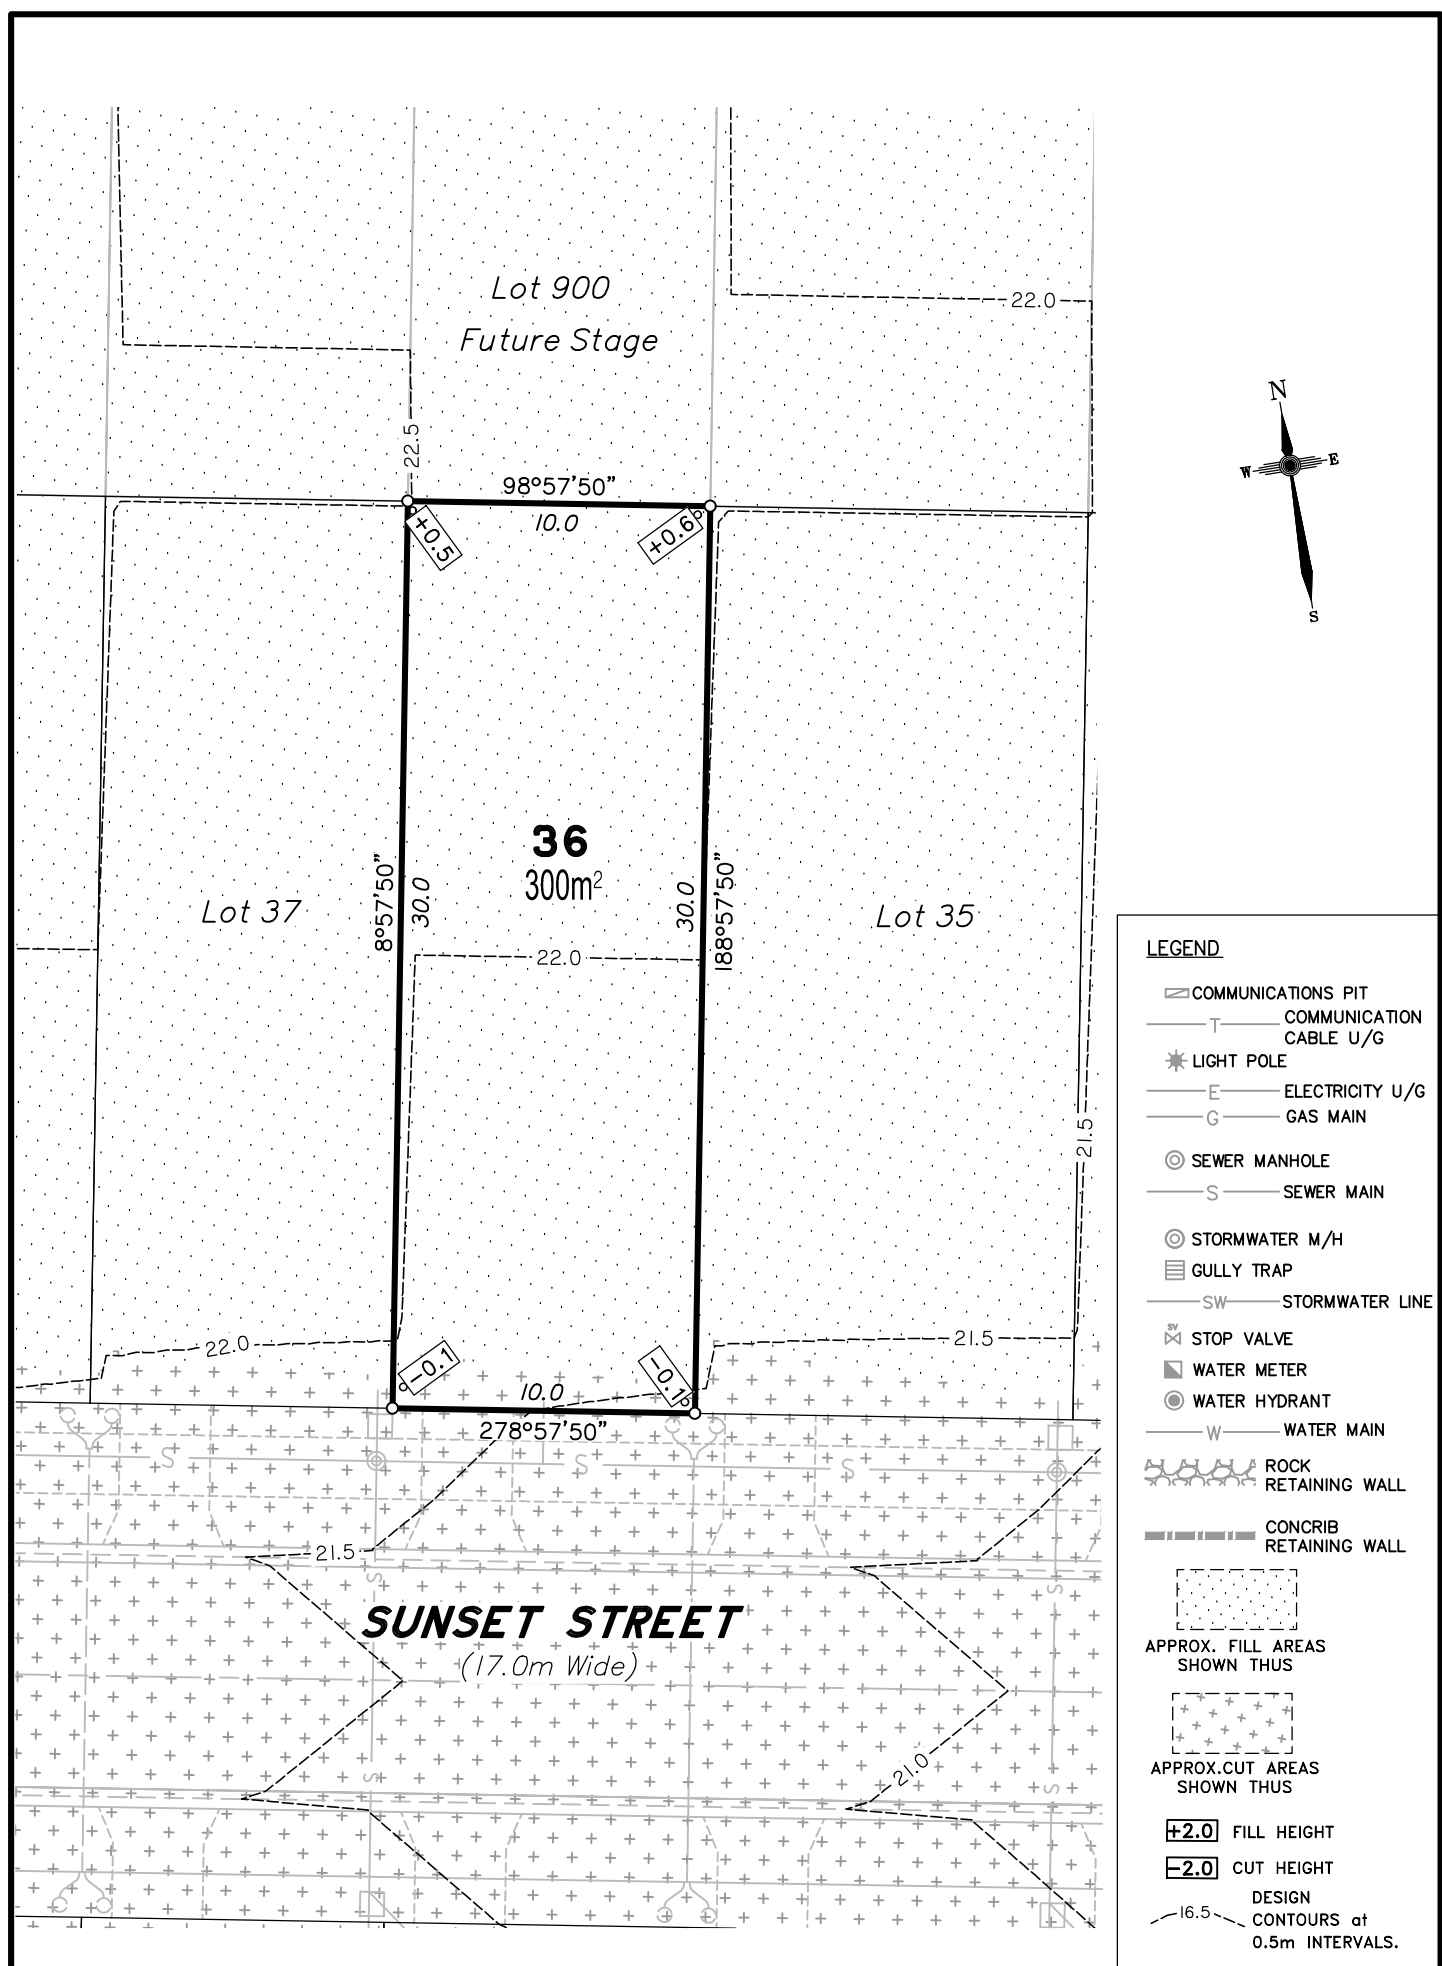 Lot 900
Future Stage
22.0
22.5
N
W E
S
98°57'50"
10.0
+0.5
+0.6
36
300m²
8°57'50"
30.0
30.0
188°57'50"
Lot 37
Lot 35
22.0
21.5
22.0
21.5
-0.1
-0.1
10.0
278°57'50"
S
S
S
21.5
S
S
SUNSET STREET
(17.0m Wide)
21.0
S
S
LEGEND
COMMUNICATIONS PIT
T COMMUNICATION
CABLE U/G
LIGHT POLE
E ELECTRICITY U/G
G GAS MAIN
SEWER MANHOLE
S SEWER MAIN
STORMWATER M/H
GULLY TRAP
SW STORMWATER LINE
SV
STOP VALVE
WATER METER
WATER HYDRANT
W WATER MAIN
ROCK
RETAINING WALL
CONCRIB
RETAINING WALL
APPROX. FILL AREAS
SHOWN THUS
APPROX.CUT AREAS
SHOWN THUS
+2.0 FILL HEIGHT
-2.0 CUT HEIGHT
DESIGN
16.5 CONTOURS at
0.5m INTERVALS.